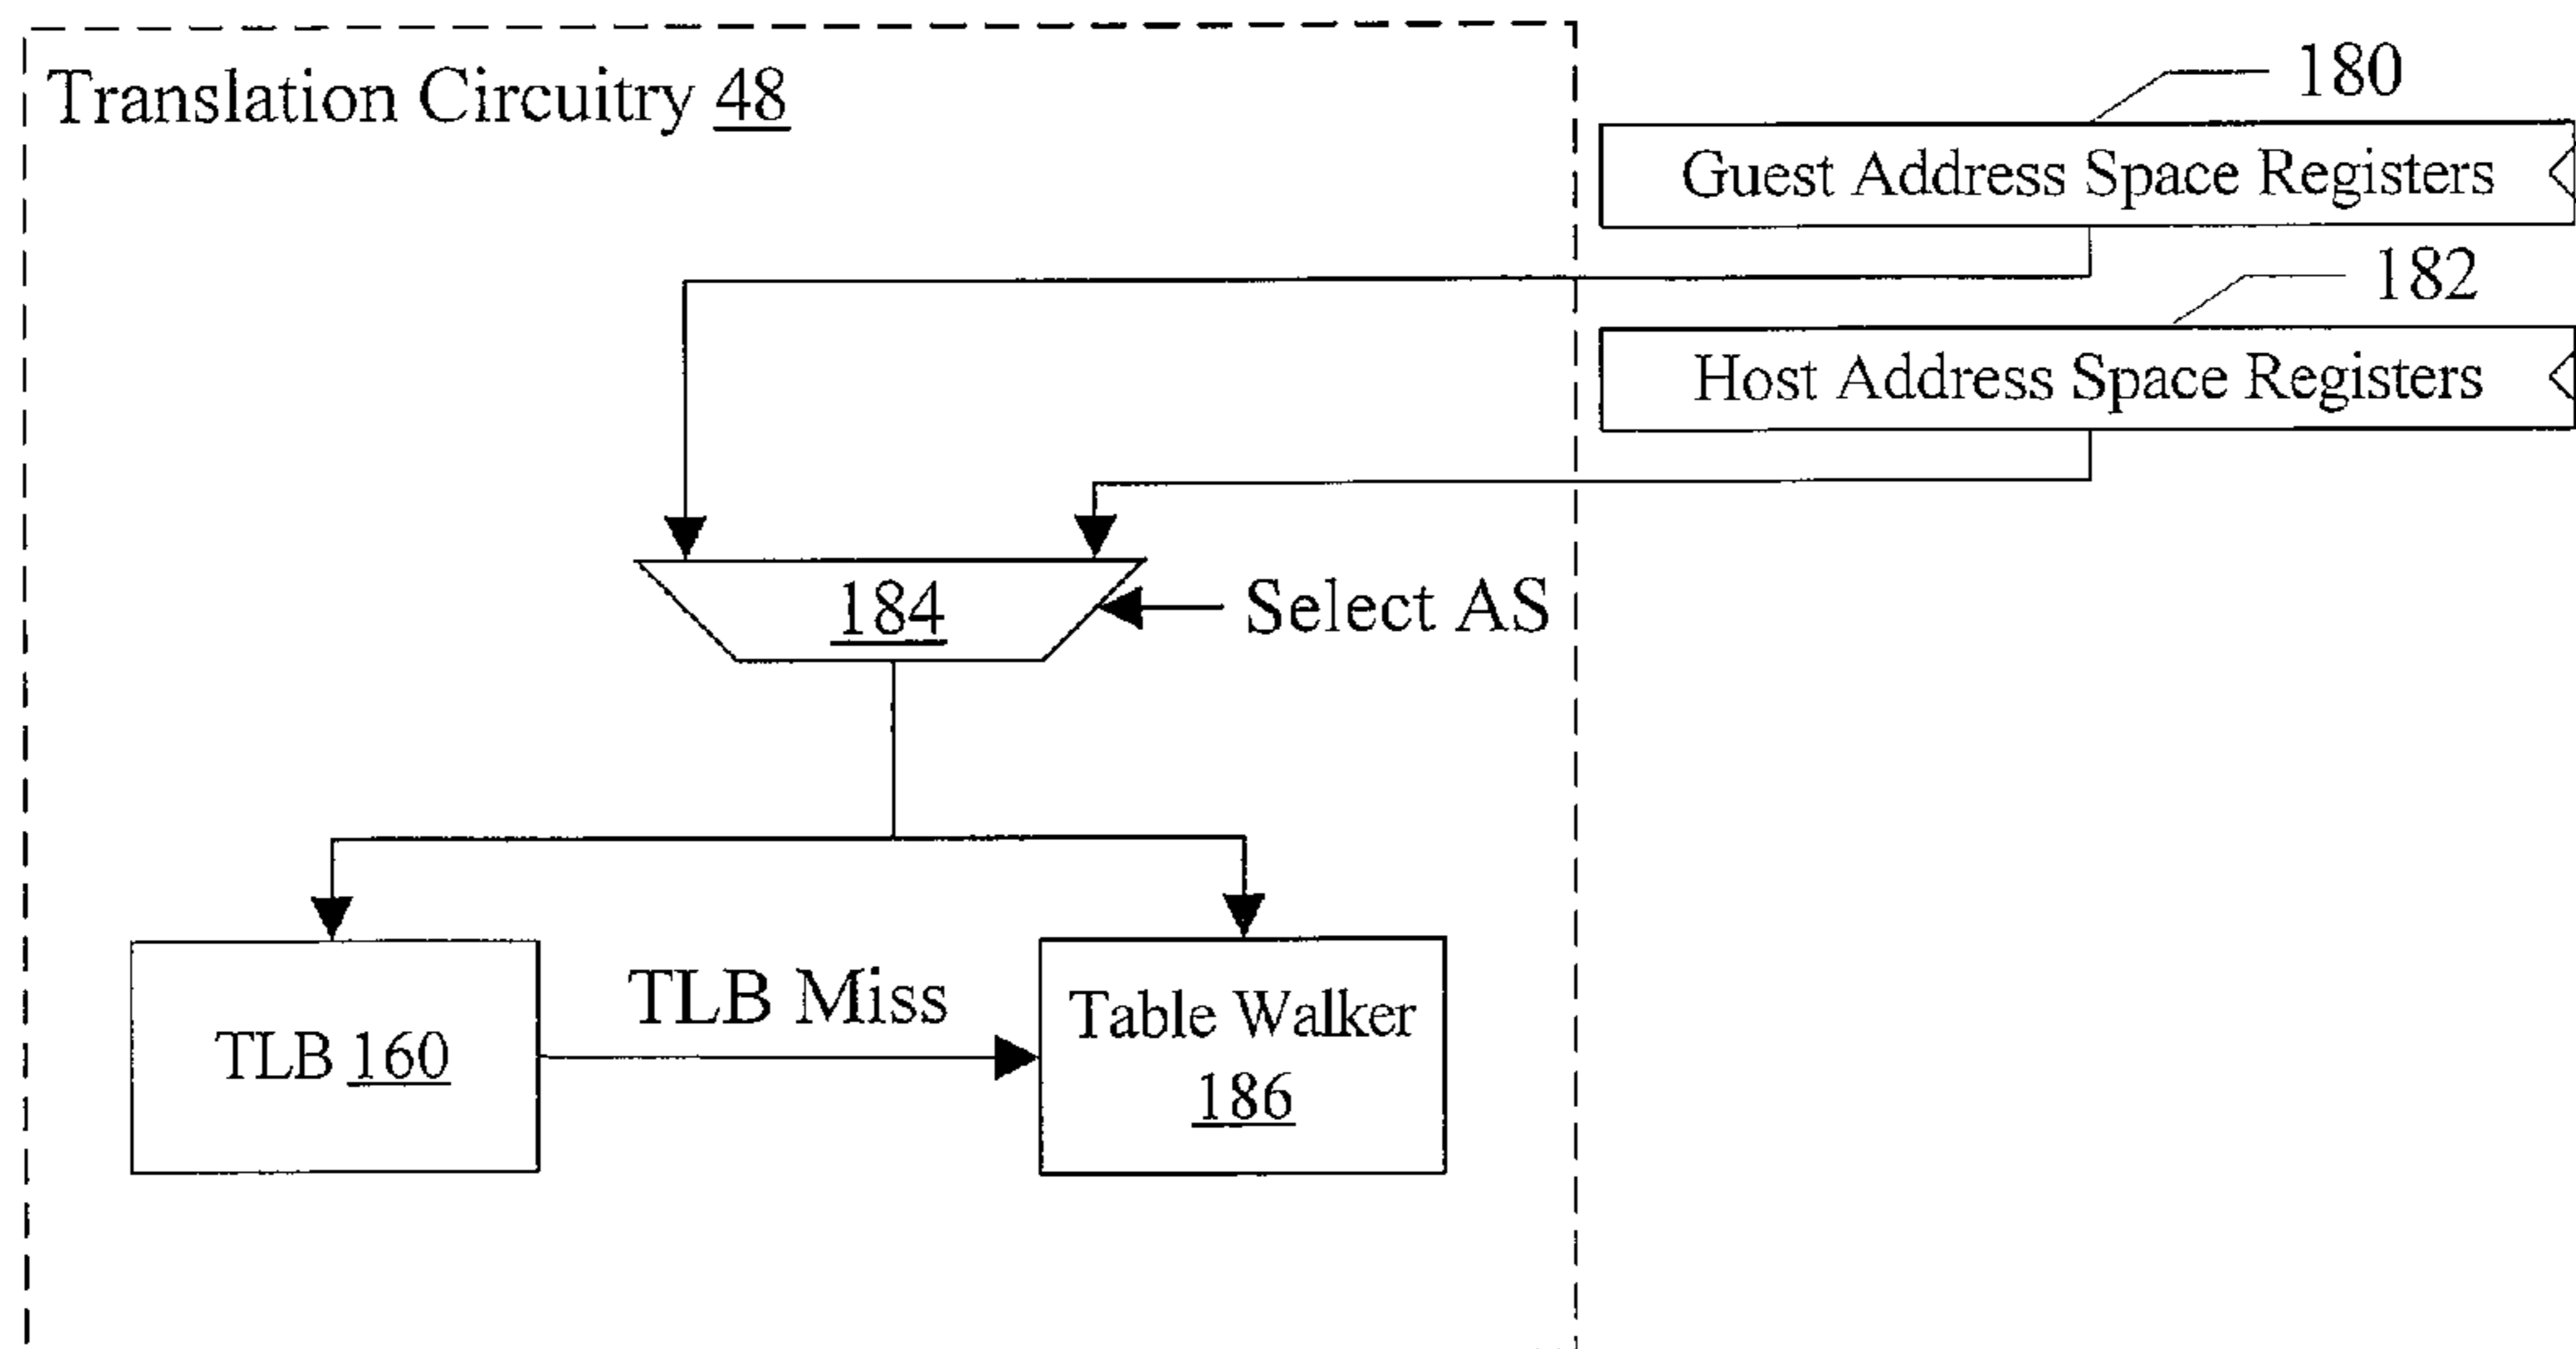 Translation Circuitry 48
180
Guest Address Space Registers
182
Host Address Space Registers
184
Select AS
TLB Miss
TLB 160
Table Walker
186